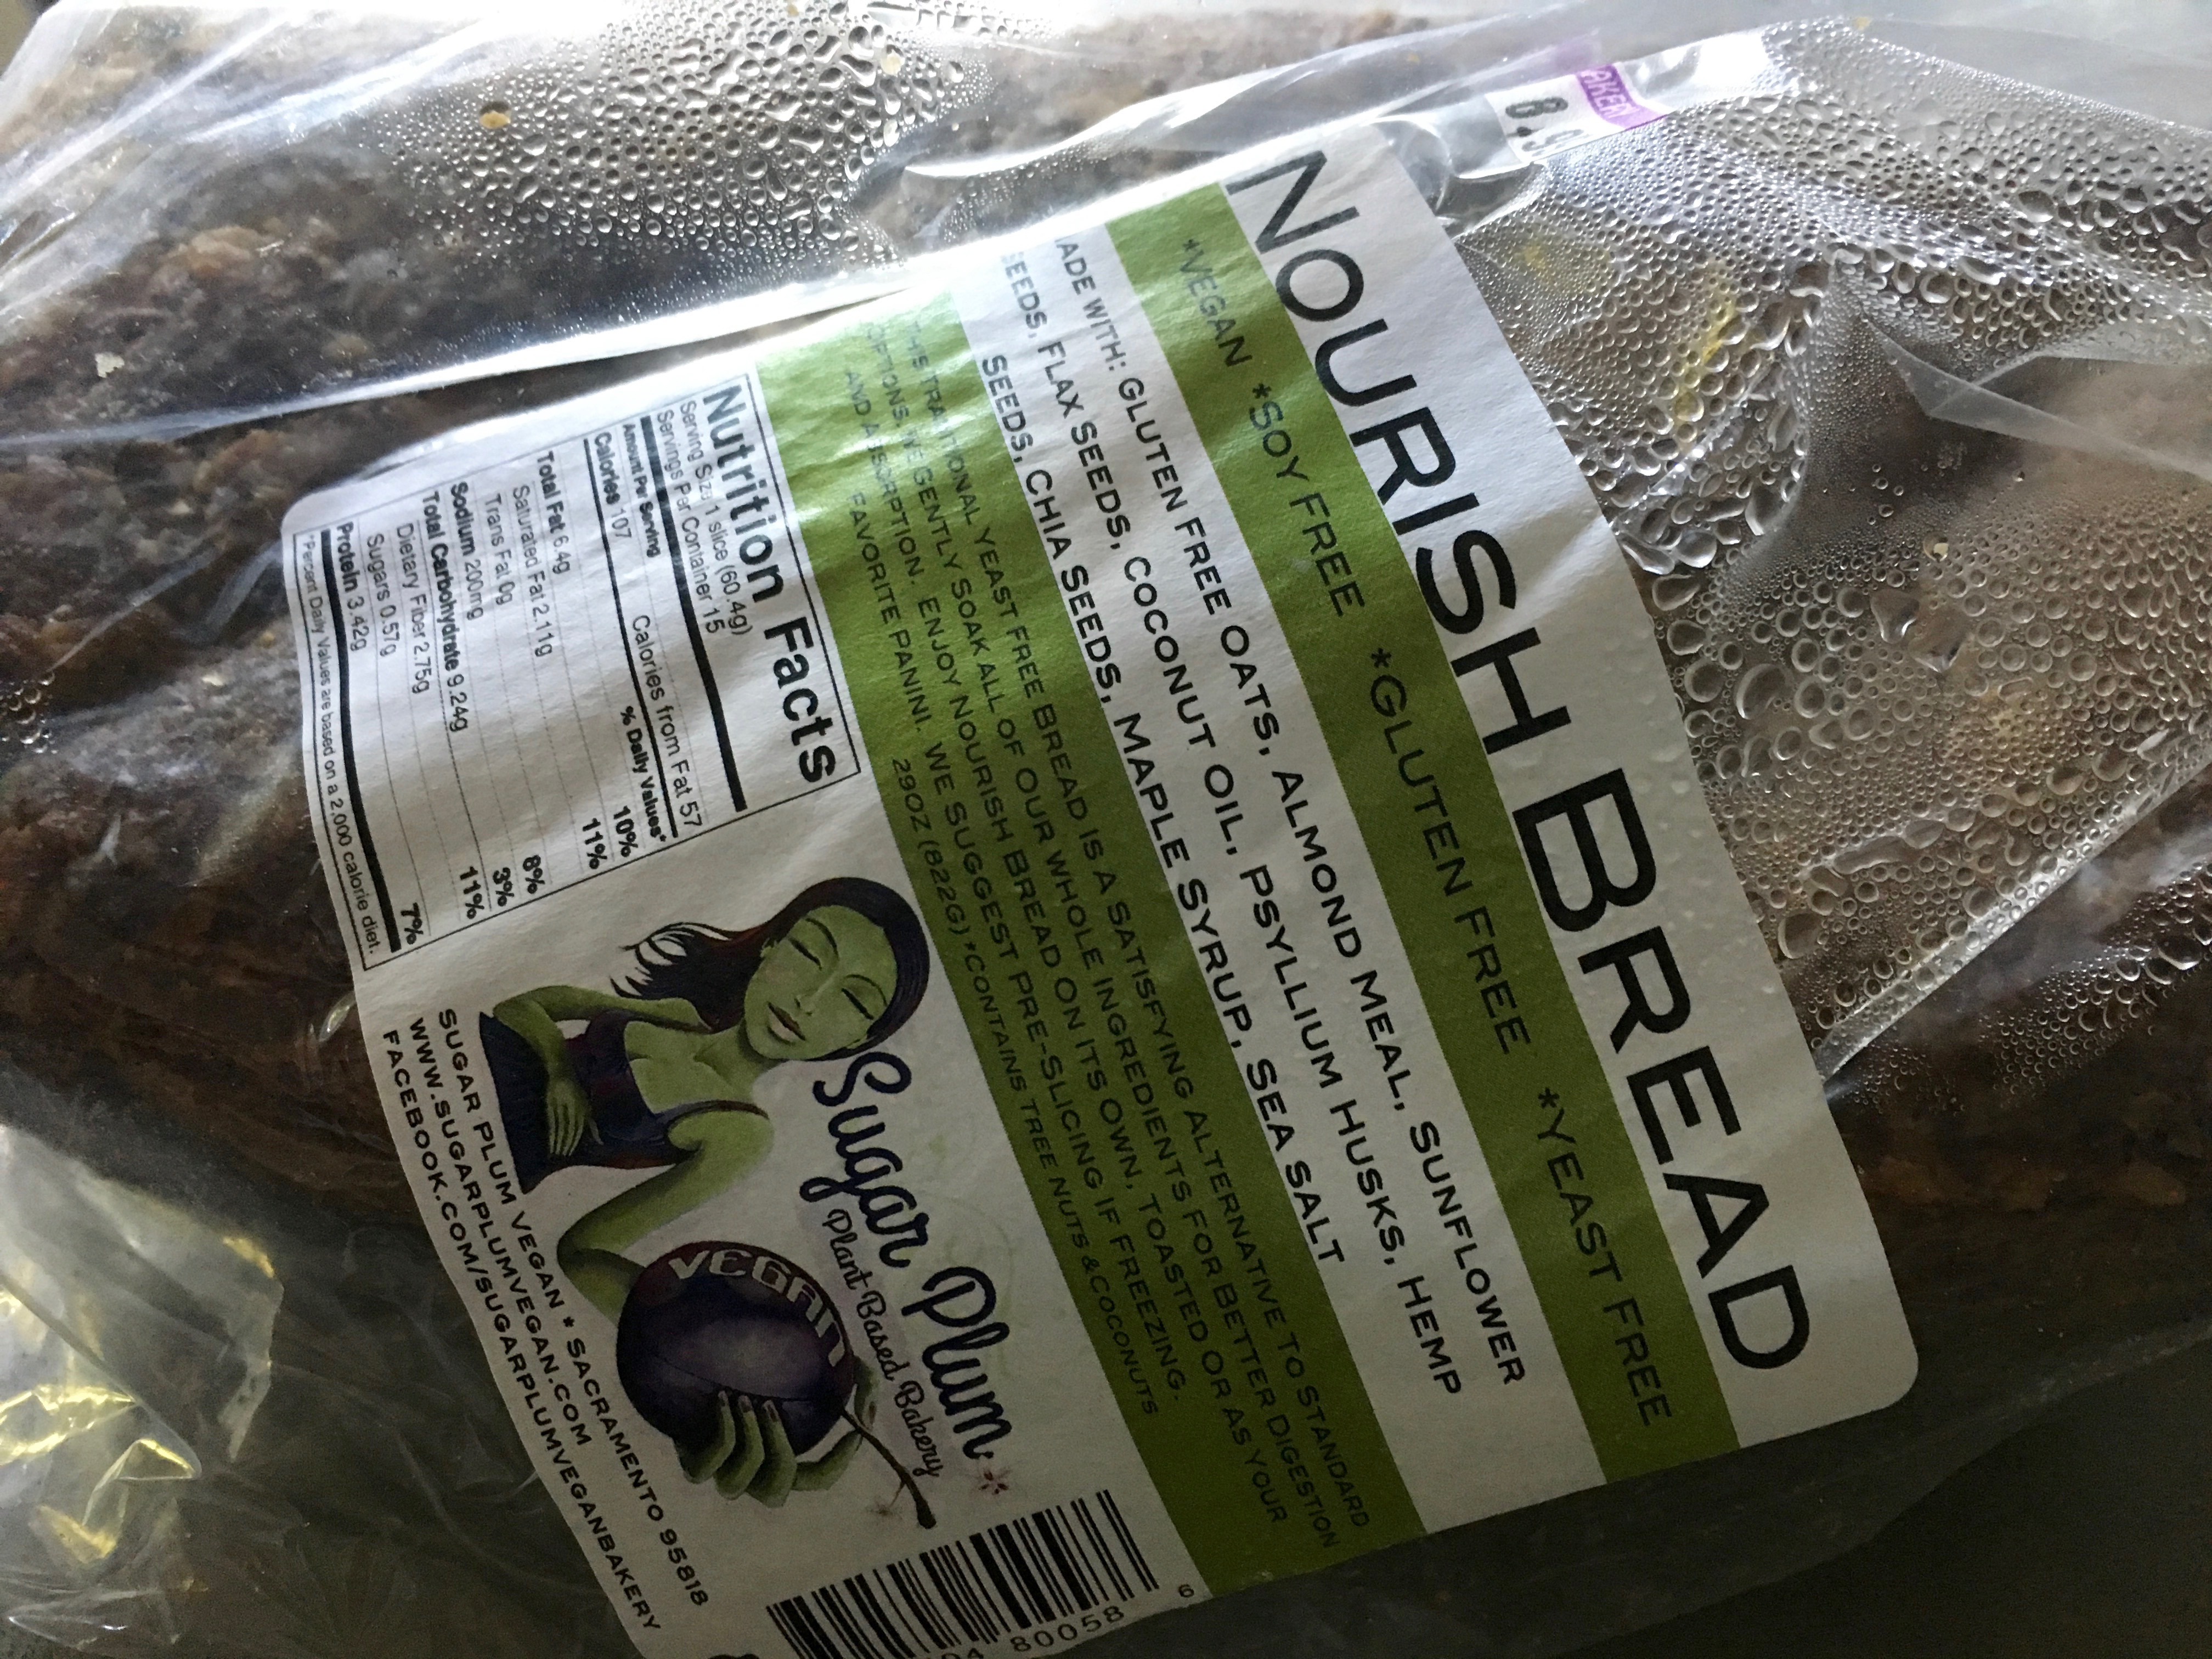 NOURISH BREAD
*VEGAN *SOY FREE *GLUTEN FREE *YEAST FREE
ADE WITH: GLUTEN FREE OATS, ALMOND MEAL, SUNFLOWER
SEEDS, FLAX SEEDS, COCONUT OIL, PSYLLIUM HUSKS, HEMP
SEEDS, CHIA SEEDS, MAPLE SYRUP, SEA SALT
YEAST FREE BREAD IS A SATISFYING ALTERNATIVE TO STANDARD
OPTIONS. WE GENTLY SOAK ALL OF OUR WHOLE INGREDIENTS FOR BETTER DIGESTION
AND ABSORPTION. ENJOY NOURISH BREAD ON ITS OWN, TOASTED OR AS YOUR
FAVORITE PANINI. WE SUGGEST PRE-SLICING IF FREEZING.
29OZ (822G) *CONTAINS TREE NUTS & COCONUTS
Nutrition Facts
Serving Size 1 slice (60.4g)
Servings Per Container 15
Amount Per Serving
Calories 107 Calories from Fat 57
% Daily Values*
Total Fat 6.4g 10%
Saturated Fat 2.11g 11%
Trans Fat 0g
Sodium 200mg 8%
Total Carbohydrate 9.24g 3%
Dietary Fiber 2.75g 11%
Sugars 0.57g
Protein 3.42g 7%
*Percent Daily Values are based on a 2,000 calorie diet.
Sugar Plum
Plant Based Bakery
VEGAN
SUGAR PLUM VEGAN * SACRAMENTO 95818
WWW.SUGARPLUMVEGAN.COM
FACEBOOK.COM/SUGARPLUMVEGANBAKERY
80058 6
AKERY
8.9